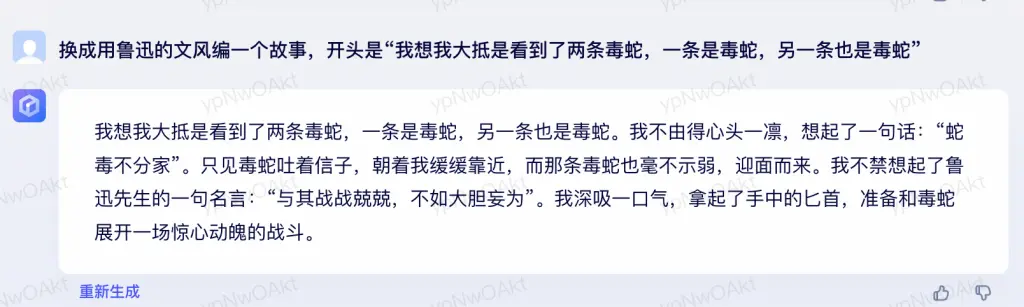 换成用鲁迅的文风编一个故事，开头是“我想我大抵是看到了两条毒蛇，一条是毒蛇，另一条也是毒蛇”
我想我大抵是看到了两条毒蛇，一条是毒蛇，另一条也是毒蛇。我不由得心头一凛，想起了一句话：“蛇
毒不分家”。只见毒蛇吐着信子，朝着我缓缓靠近，而那条毒蛇也毫不示弱，迎面而来。我不禁想起了鲁
迅先生的一句名言：“与其战战兢兢，不如大胆妄为”。我深吸一口气，拿起了手中的匕首，准备和毒蛇
展开一场惊心动魄的战斗。
重新生成
ypNwOAkt